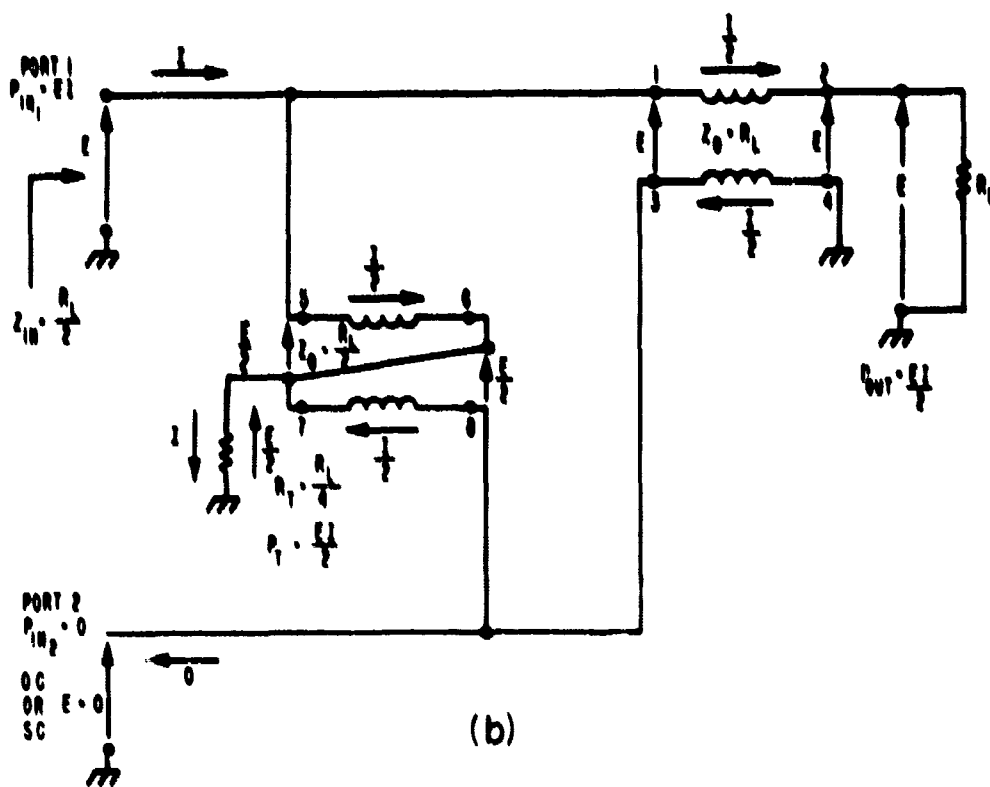 PORT 1
P_IN1 = EI
I
E
Z_IN = R_L/2
I/2
1
2
E
Z_0 = R_L
E
3
4
I/2
E
P_OUT = EI/2
I/2
5
6
E/2
Z_0 = R_L/2
E/2
7
8
I/2
I
E/2
R_T = R_L/4
P_T = EI/2
PORT 2
P_IN2 = 0
0
OC
OR E = 0
SC
(b)